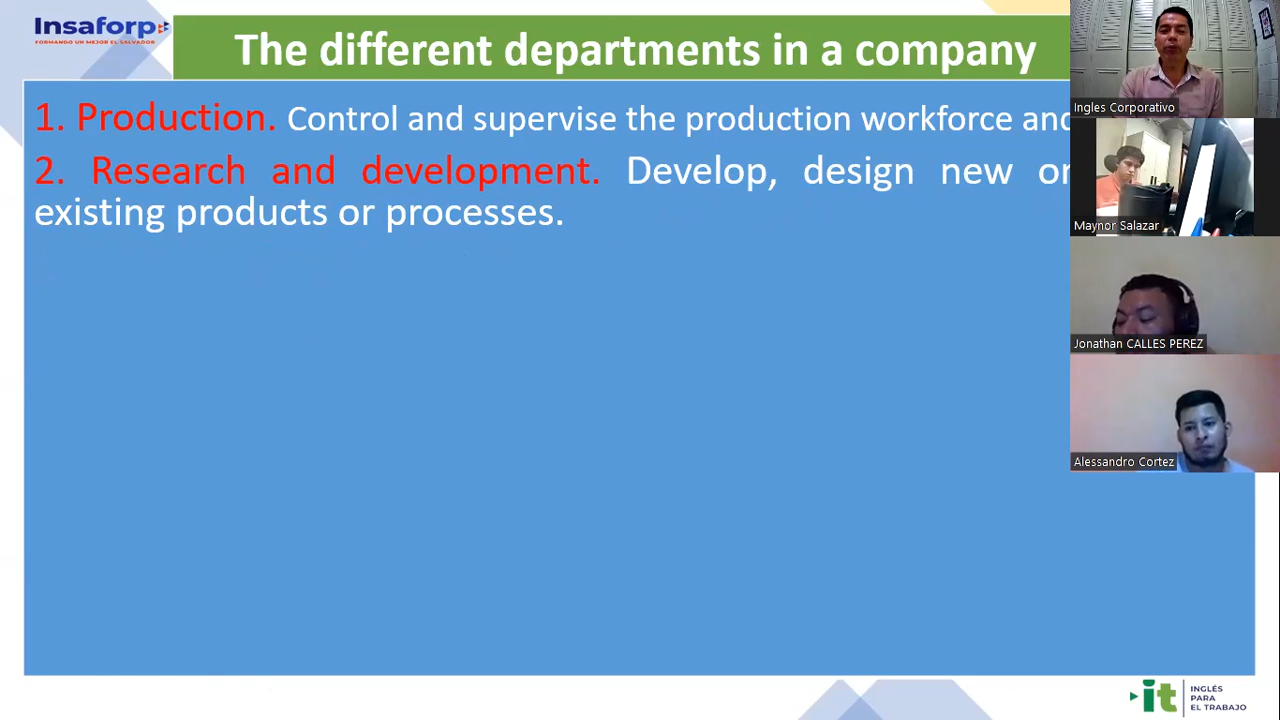 Insaforp
FORMANDO UN MEJOR EL SALVADOR
The different departments in a company
1. Production. Control and supervise the production workforce and
2. Research and development. Develop, design new or
existing products or processes.
Ingles Corporativo
Maynor Salazar
Jonathan CALLES PEREZ
Alessandro Cortez
it
INGLÉS
PARA
EL TRABAJO